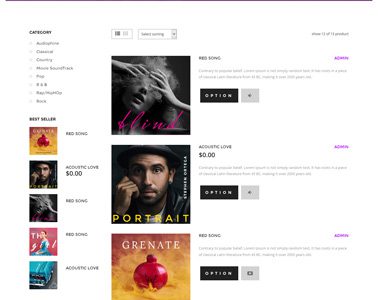 CATEGORY
Audiophile
Classical
Country
Movie SoundTrack
Pop
R & B
Rap/HipHop
Rock
BEST SELLER
RED SONG
ACOUSTIC LOVE
$0.00
RED SONG
RED SONG
ACOUSTIC LOVE
Select sorting
show 12 of 13 product
blind
RED SONG
ADMIN
Contrary to popular belief, Lorem Ipsum is not simply random text. It has roots in a piece
of classical Latin literature from 45 BC, making it over 2000 years old.
OPTION
STEPHEN ORTEGA
PORTRAIT
ACOUSTIC LOVE
ADMIN
$0.00
Contrary to popular belief, Lorem Ipsum is not simply random text. It has roots in a piece
of classical Latin literature from 45 BC, making it over 2000 years old.
OPTION
GRENATE
RED SONG
ADMIN
Contrary to popular belief, Lorem Ipsum is not simply random text. It has roots in a piece
of classical Latin literature from 45 BC, making it over 2000 years old.
OPTION